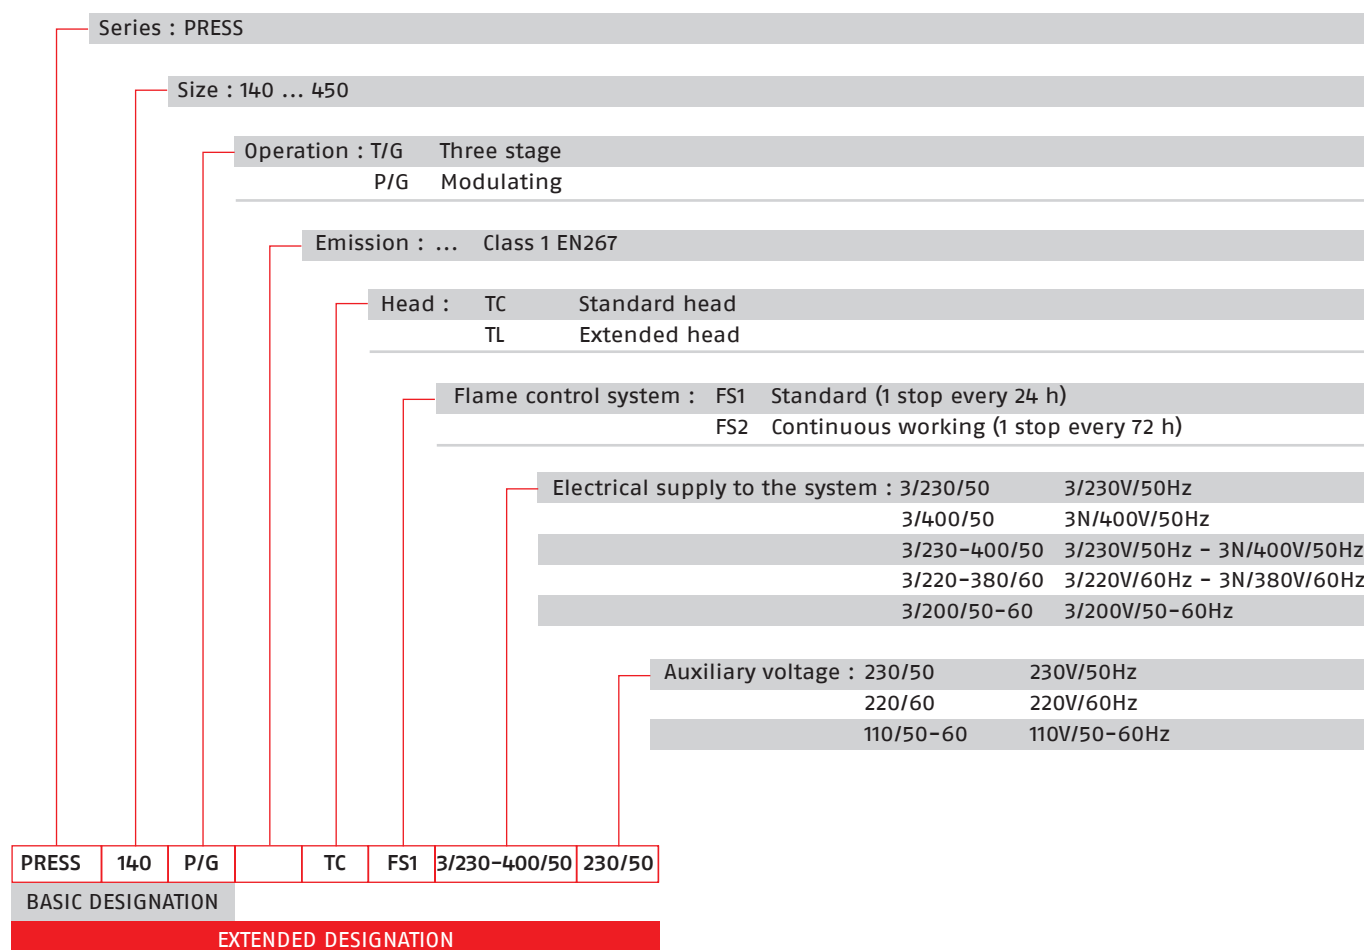 Series : PRESS
Size : 140 ... 450
Operation : T/G Three stage
P/G Modulating
Emission : ... Class 1 EN267
Head : TC Standard head
TL Extended head
Flame control system : FS1 Standard (1 stop every 24 h)
FS2 Continuous working (1 stop every 72 h)
Electrical supply to the system : 3/230/50 3/230V/50Hz
3/400/50 3N/400V/50Hz
3/230-400/50 3/230V/50Hz - 3N/400V/50Hz
3/220-380/60 3/220V/60Hz - 3N/380V/60Hz
3/200/50-60 3/200V/50-60Hz
Auxiliary voltage : 230/50 230V/50Hz
220/60 220V/60Hz
110/50-60 110V/50-60Hz
PRESS 140 P/G TC FS1 3/230-400/50 230/50
BASIC DESIGNATION
EXTENDED DESIGNATION